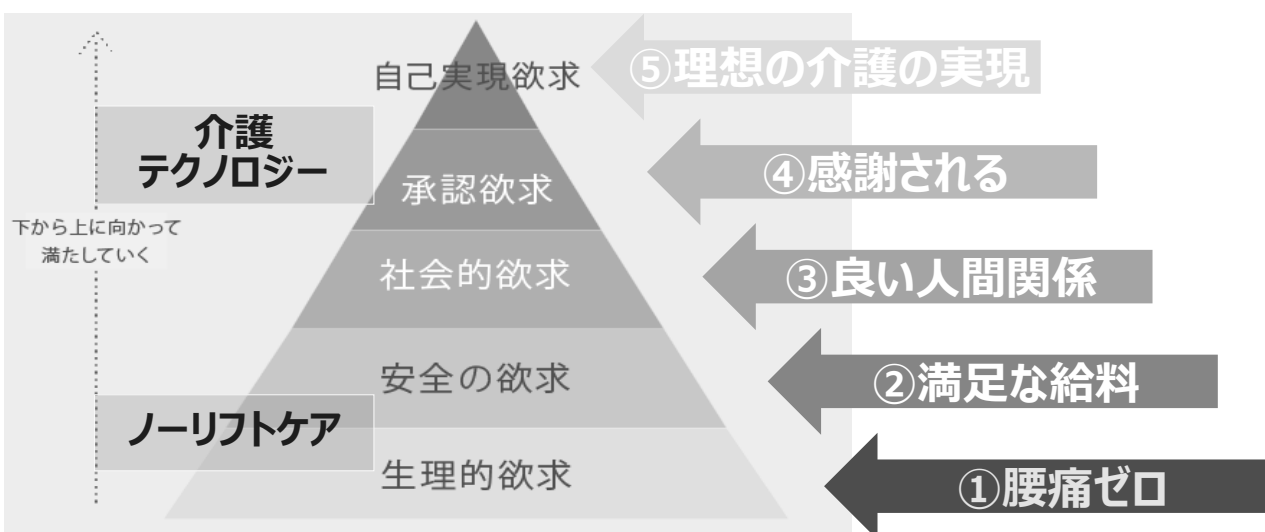 自己実現欲求
⑤理想の介護の実現
介護
テクノロジー
承認欲求
④感謝される
下から上に向かって
満たしていく
社会的欲求
③良い人間関係
安全の欲求
②満足な給料
ノーリフトケア
生理的欲求
①腰痛ゼロ